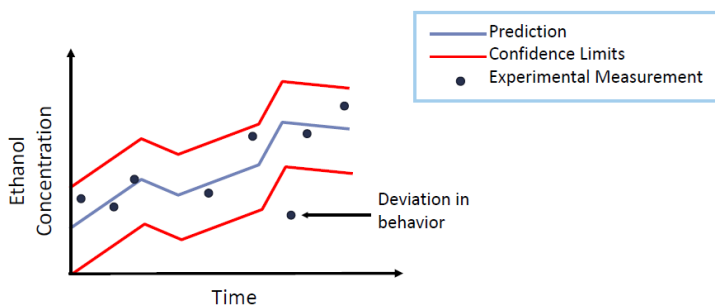 Prediction
Confidence Limits
Experimental Measurement
Ethanol
Concentration
Deviation in
behavior
Time